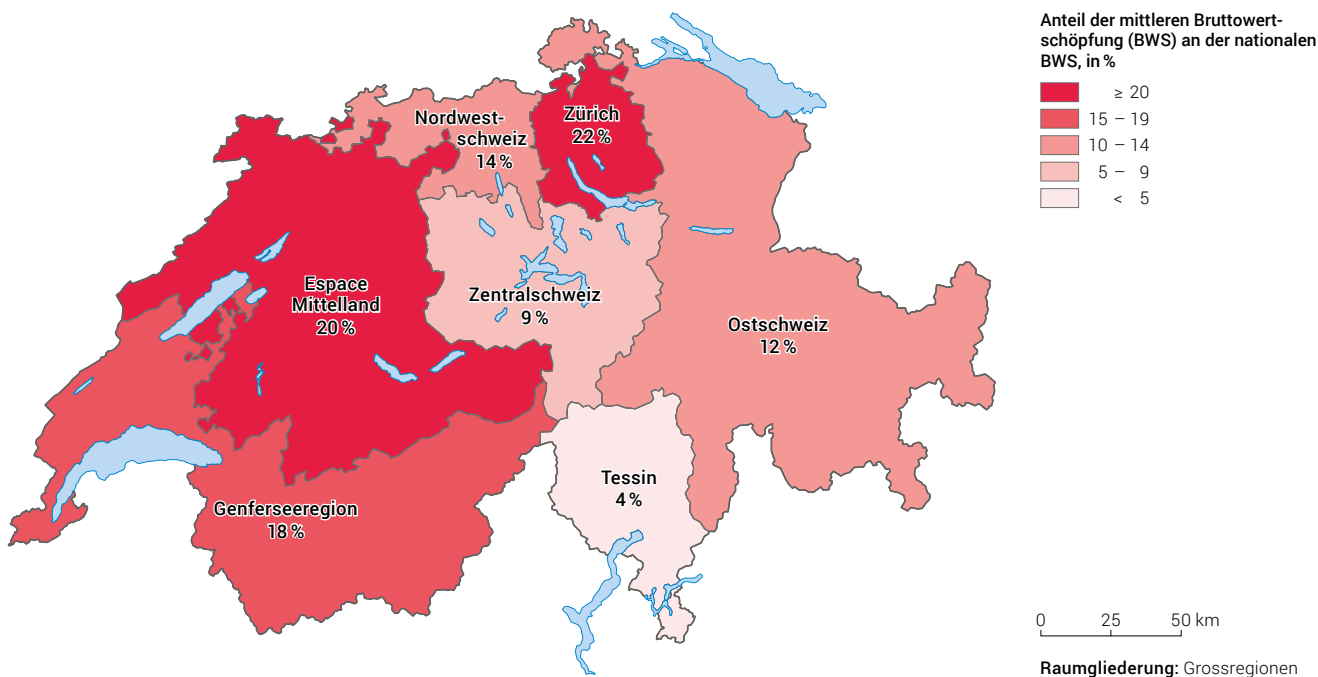 Anteil der mittleren Bruttowert-
schöpfung (BWS) an der nationalen
BWS, in %
≥ 20
15 – 19
10 – 14
5 – 9
< 5
Nordwest-
schweiz
14 %
Zürich
22 %
Espace
Mittelland
20 %
Zentralschweiz
9 %
Ostschweiz
12 %
Tessin
4 %
Genferseeregion
18 %
0 25 50 km
Raumgliederung: Grossregionen